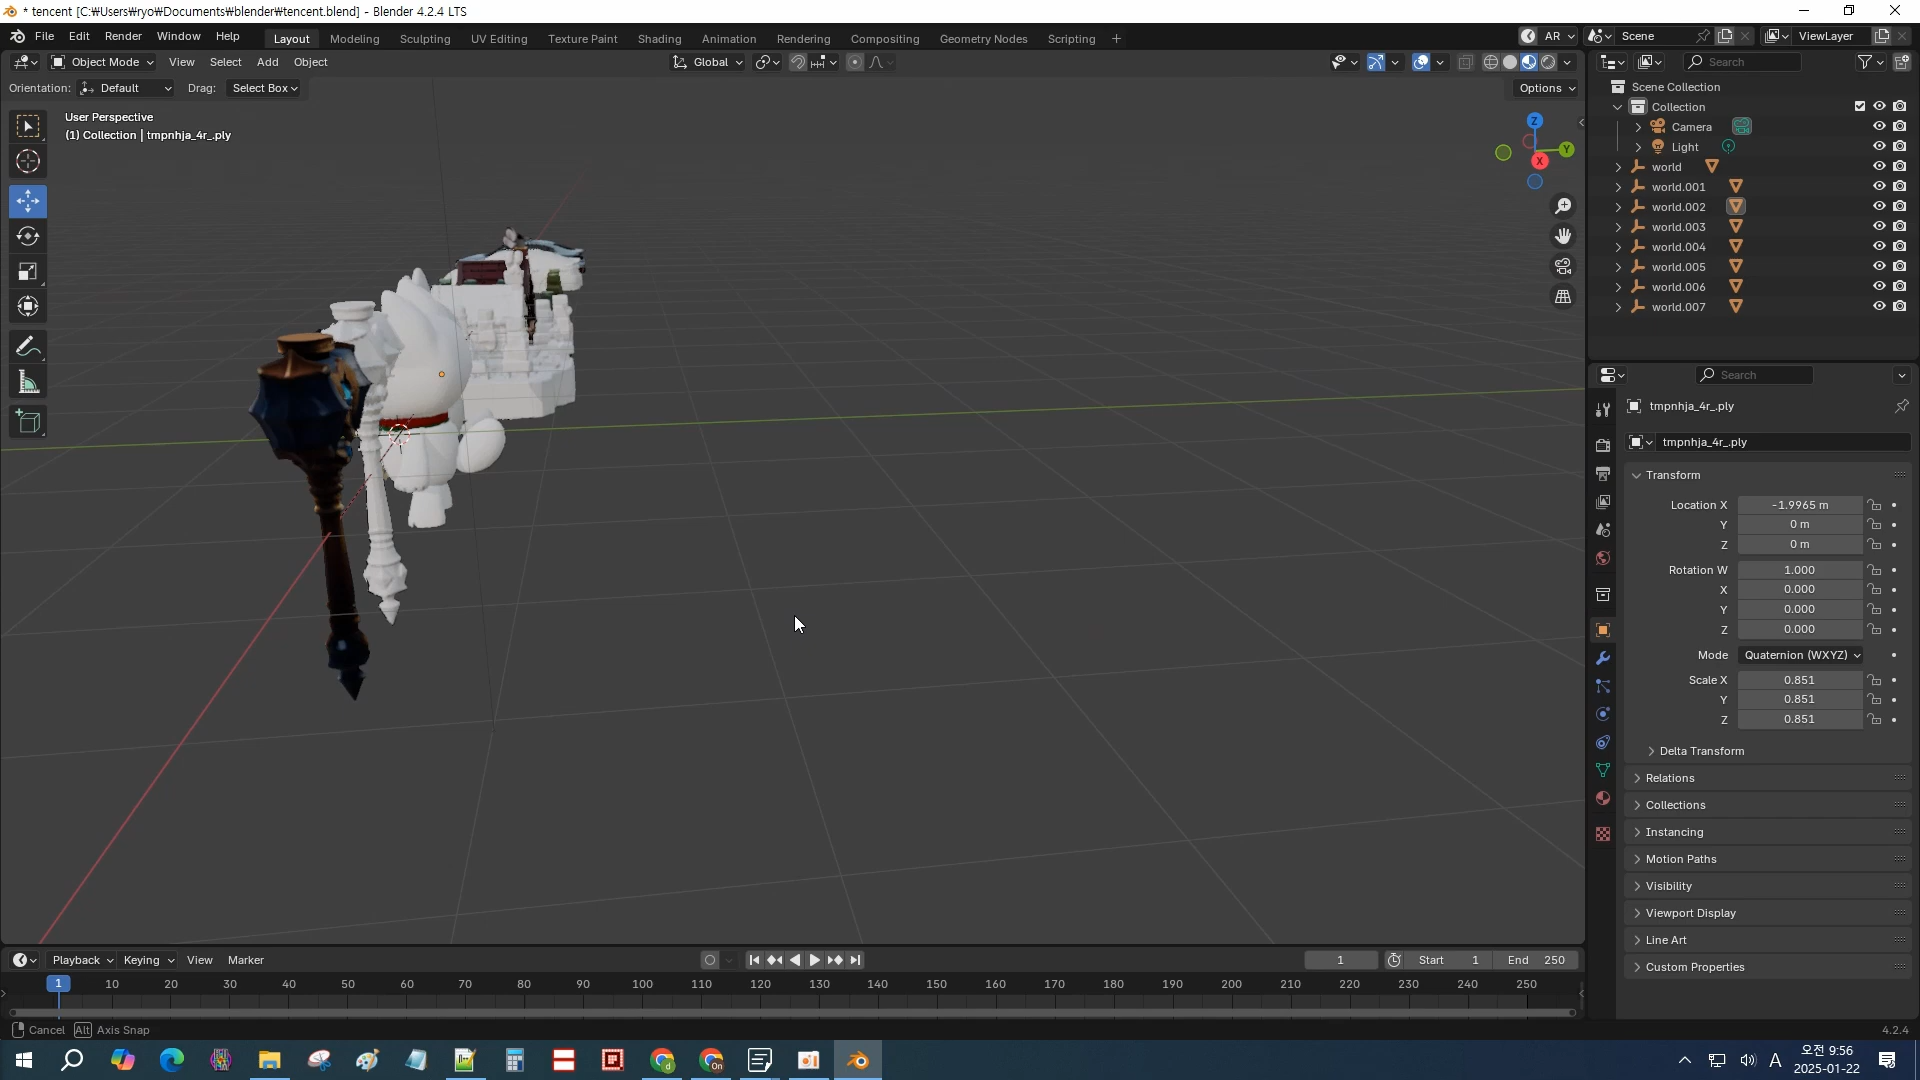 * tencent [C:₩Users₩ryo₩Documents₩blender₩tencent.blend] - Blender 4.2.4 LTS
File Edit Render Window Help Layout Modeling Sculpting UV Editing Texture Paint Shading Animation Rendering Compositing Geometry Nodes Scripting + AR Scene ViewLayer
Object Mode View Select Add Object Global Search
Orientation: Default Drag: Select Box Options
User Perspective
(1) Collection | tmpnhja_4r_.ply
Z
Y
X
Scene Collection
Collection
Camera
Light
world
world.001
world.002
world.003
world.004
world.005
world.006
world.007
Search
tmpnhja_4r_.ply
tmpnhja_4r_.ply
Transform
Location X -1.9965 m
Y 0 m
Z 0 m
Rotation W 1.000
X 0.000
Y 0.000
Z 0.000
Mode Quaternion (WXYZ)
Scale X 0.851
Y 0.851
Z 0.851
Delta Transform
Relations
Collections
Instancing
Motion Paths
Visibility
Viewport Display
Line Art
Custom Properties
Playback Keying View Marker 1 Start 1 End 250
1 10 20 30 40 50 60 70 80 90 100 110 120 130 140 150 160 170 180 190 200 210 220 230 240 250
Cancel Alt Axis Snap 4.2.4
d On A 오전 9:56
2025-01-22